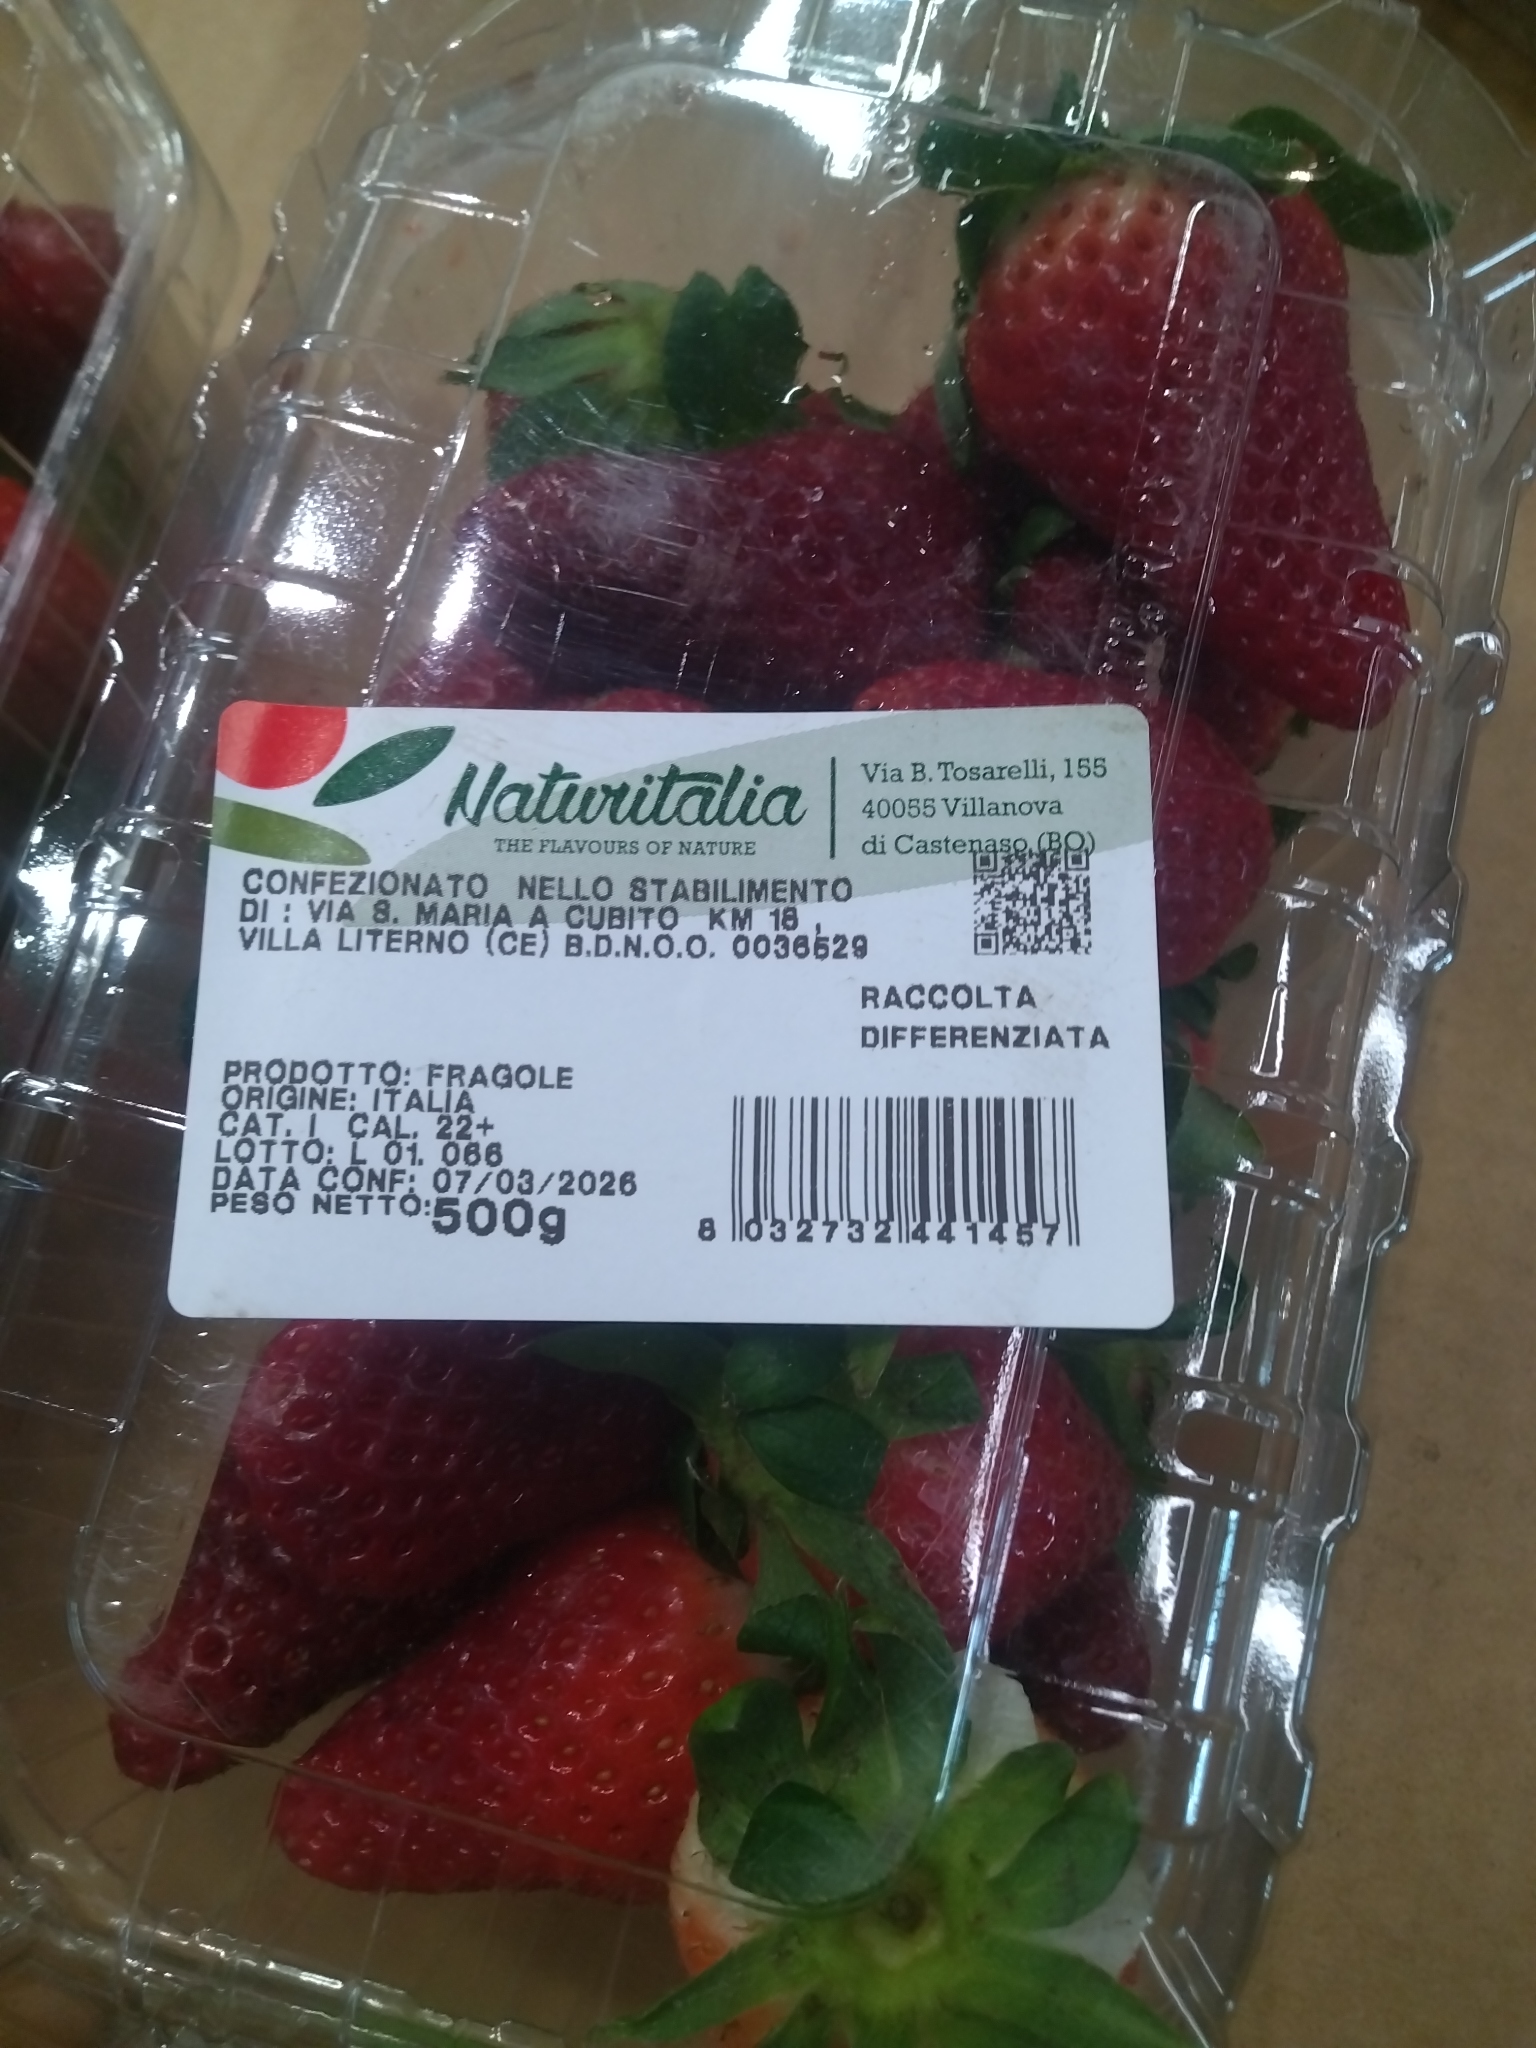 Naturitalia
THE FLAVOURS OF NATURE
Via B. Tosarelli, 155
40055 Villanova
di Castenaso (BO)
CONFEZIONATO NELLO STABILIMENTO
DI : VIA S. MARIA A CUBITO KM 18 ,
VILLA LITERNO (CE) B.D.N.O.O. 0036529
RACCOLTA
DIFFERENZIATA
PRODOTTO: FRAGOLE
ORIGINE: ITALIA
CAT. I CAL. 22+
LOTTO: L 01. 066
DATA CONF: 07/03/2026
PESO NETTO: 500g
8 032732 441457